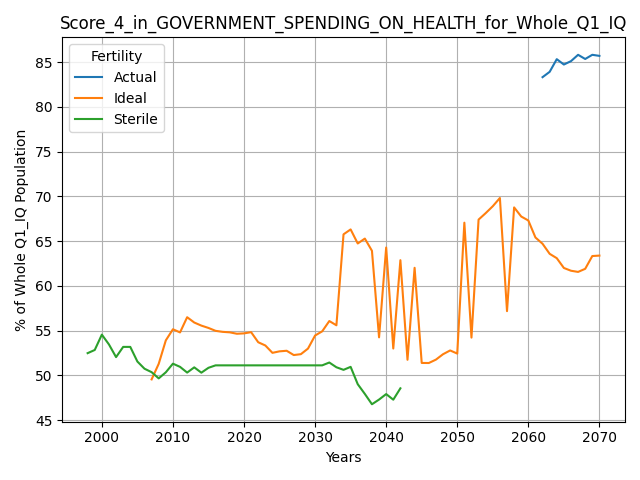 Score_4_in_GOVERNMENT_SPENDING_ON_HEALTH_for_Whole_Q1_IQ
Fertility
Actual
Ideal
Sterile
% of Whole Q1_IQ Population
85
80
75
70
65
60
55
50
45
2000 2010 2020 2030 2040 2050 2060 2070
Years